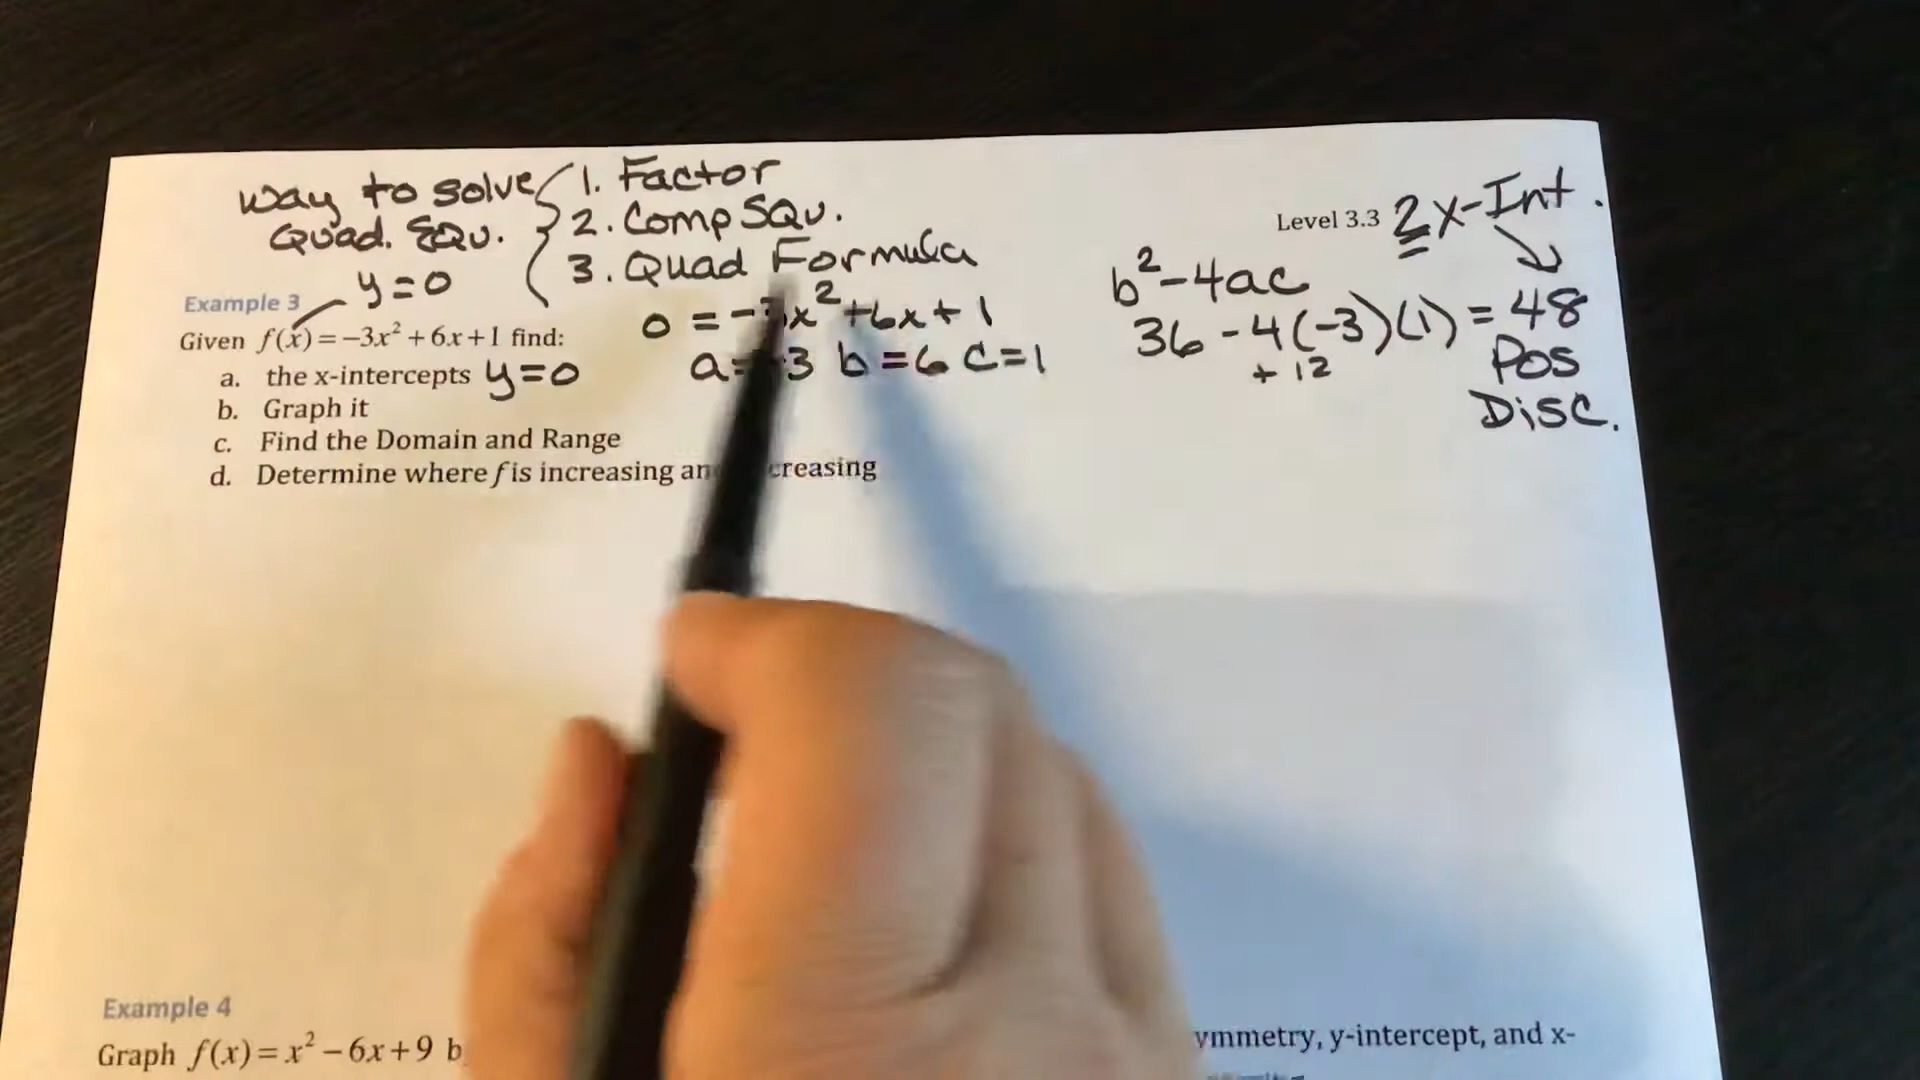 way to solve
Quad. Equ.
1. Factor
2. Comp Squ.
3. Quad Formula
Level 3.3 2 x-Int.
y=0
b²-4ac
Example 3
0 = -3x²+6x+1
36 - 4(-3)(1) = 48
Given f(x)=−3x²+6x+1 find:
a=-3 b=6 c=1
+12
Pos
Disc.
a. the x-intercepts y=0
b. Graph it
c. Find the Domain and Range
d. Determine where f is increasing creasing
Example 4
Graph f(x)=x²−6x+9 b
ymmetry, y-intercept, and x-